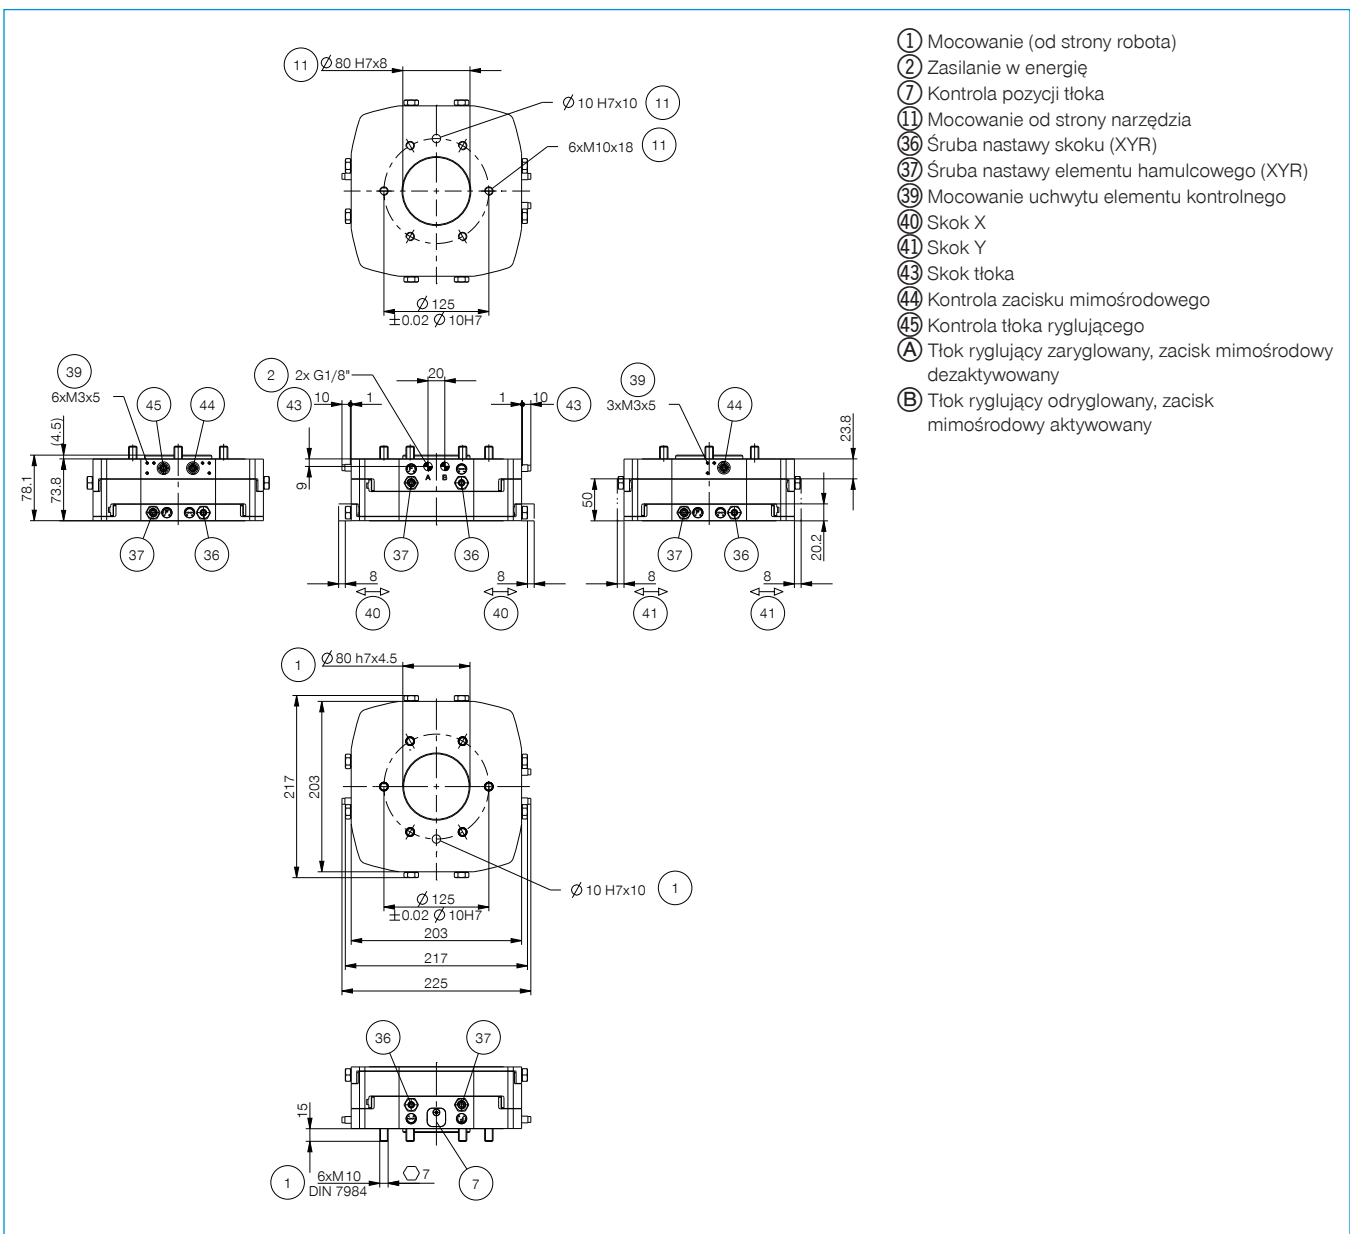 11 Ø 80 H7x8
Ø 10 H7x10 11
6xM10x18 11
Ø 125
±0.02 Ø 10H7
1 Mocowanie (od strony robota)
2 Zasilanie w energię
7 Kontrola pozycji tłoka
11 Mocowanie od strony narzędzia
36 Śruba nastawy skoku (XYR)
37 Śruba nastawy elementu hamulcowego (XYR)
39 Mocowanie uchwytu elementu kontrolnego
40 Skok X
41 Skok Y
43 Skok tłoka
44 Kontrola zacisku mimośrodowego
45 Kontrola tłoka ryglującego
A Tłok ryglujący zaryglowany, zacisk mimośrodowy
dezaktywowany
B Tłok ryglujący odryglowany, zacisk
mimośrodowy aktywowany
39
6xM3x5
45
44
(4.5)
78.1
73.8
37
36
2 2x G1/8"
20
43 10 1
1 10 43
9
A B
37
36
8
8
40
40
39
3xM3x5
44
23.8
50
20.2
37
36
8
8
41
41
1 Ø 80 h7x4.5
217
203
Ø 10 H7x10 1
Ø 125
±0.02 Ø 10H7
203
217
225
36
37
15
1 6xM10
DIN 7984
7
7